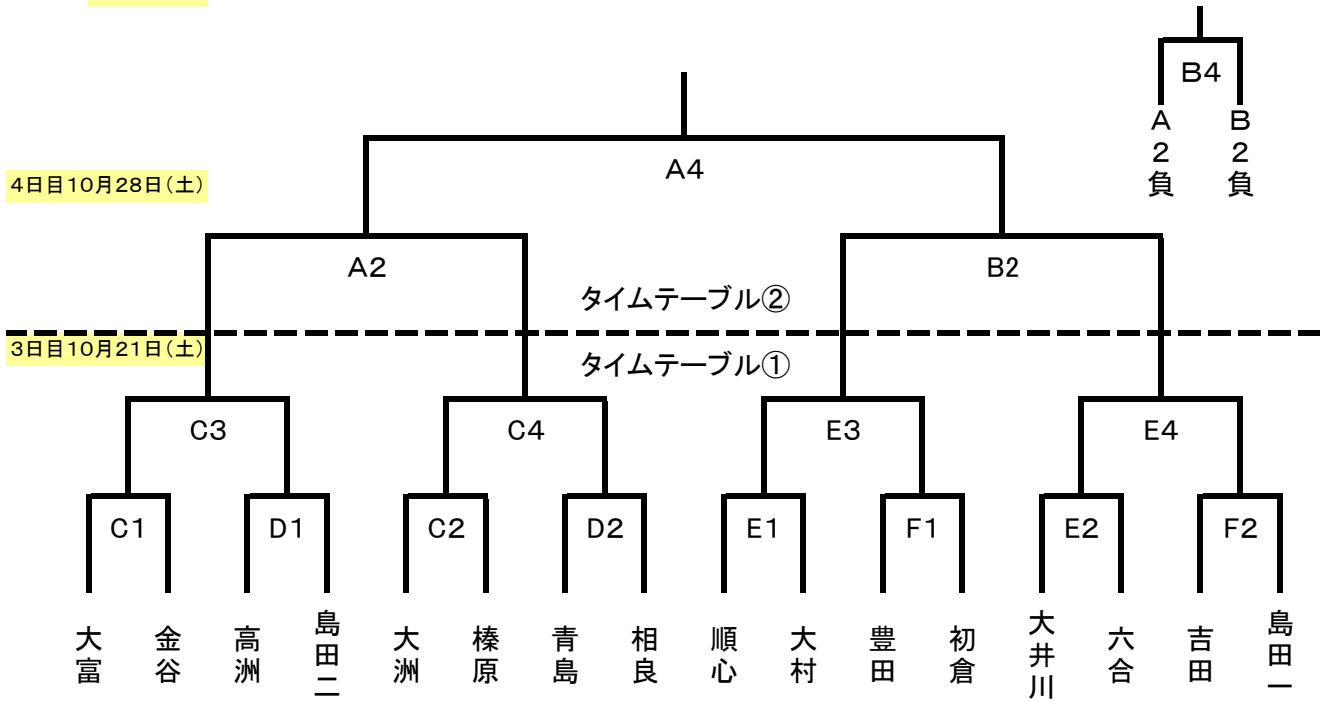 B4
A2負
B2負
A4
4日目10月28日(土)
A2
B2
タイムテーブル②
3日目10月21日(土)
タイムテーブル①
C3
C4
E3
E4
C1
D1
C2
D2
E1
F1
E2
F2
大富
金谷
高洲
島田二
大洲
榛原
青島
相良
順心
大村
豊田
初倉
大井川
六合
吉田
島田一